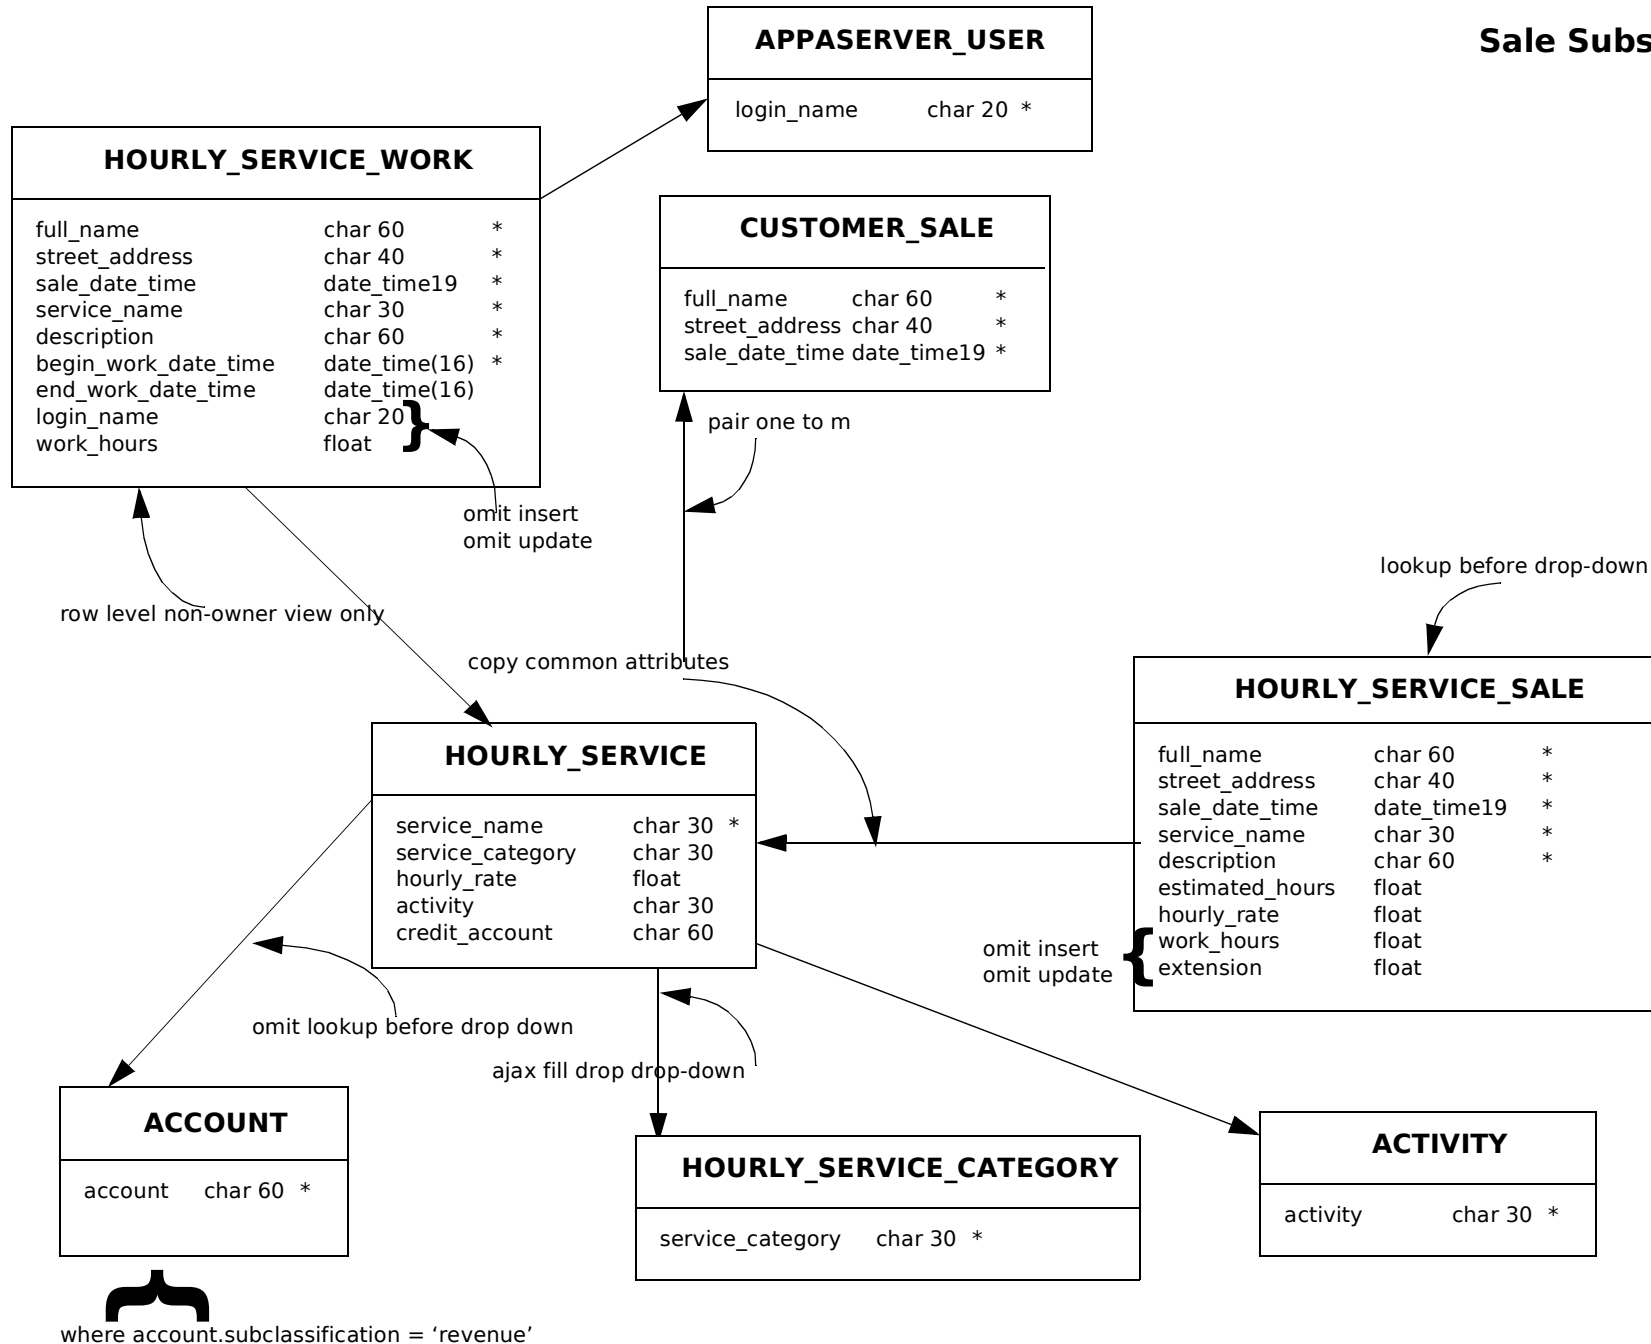 APPASERVER_USER
Sale Subs
login_name char 20 *
HOURLY_SERVICE_WORK
full_name char 60 *
street_address char 40 *
sale_date_time date_time19 *
service_name char 30 *
description char 60 *
begin_work_date_time date_time(16) *
end_work_date_time date_time(16)
login_name char 20
work_hours float
omit insert
omit update
row level non-owner view only
CUSTOMER_SALE
full_name char 60 *
street_address char 40 *
sale_date_time date_time19 *
pair one to m
copy common attributes
lookup before drop-down
HOURLY_SERVICE_SALE
full_name char 60 *
street_address char 40 *
sale_date_time date_time19 *
service_name char 30 *
description char 60 *
estimated_hours float
hourly_rate float
work_hours float
extension float
omit insert
omit update
HOURLY_SERVICE
service_name char 30 *
service_category char 30
hourly_rate float
activity char 30
credit_account char 60
omit lookup before drop down
ajax fill drop drop-down
ACCOUNT
account char 60 *
where account.subclassification = ‘revenue’
HOURLY_SERVICE_CATEGORY
service_category char 30 *
ACTIVITY
activity char 30 *